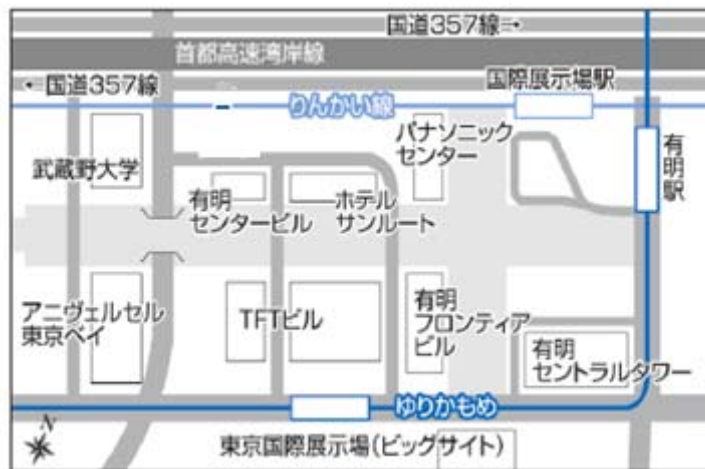 国道357線→
首都高速湾岸線
←国道357線
国際展示場駅
りんかい線
パナソニック
センター
有明駅
武蔵野大学
有明
センタービル
ホテル
サンルート
アニヴェルセル
東京ベイ
TFTビル
有明
フロンティア
ビル
有明
セントラルタワー
ゆりかもめ
N
東京国際展示場(ビッグサイト)